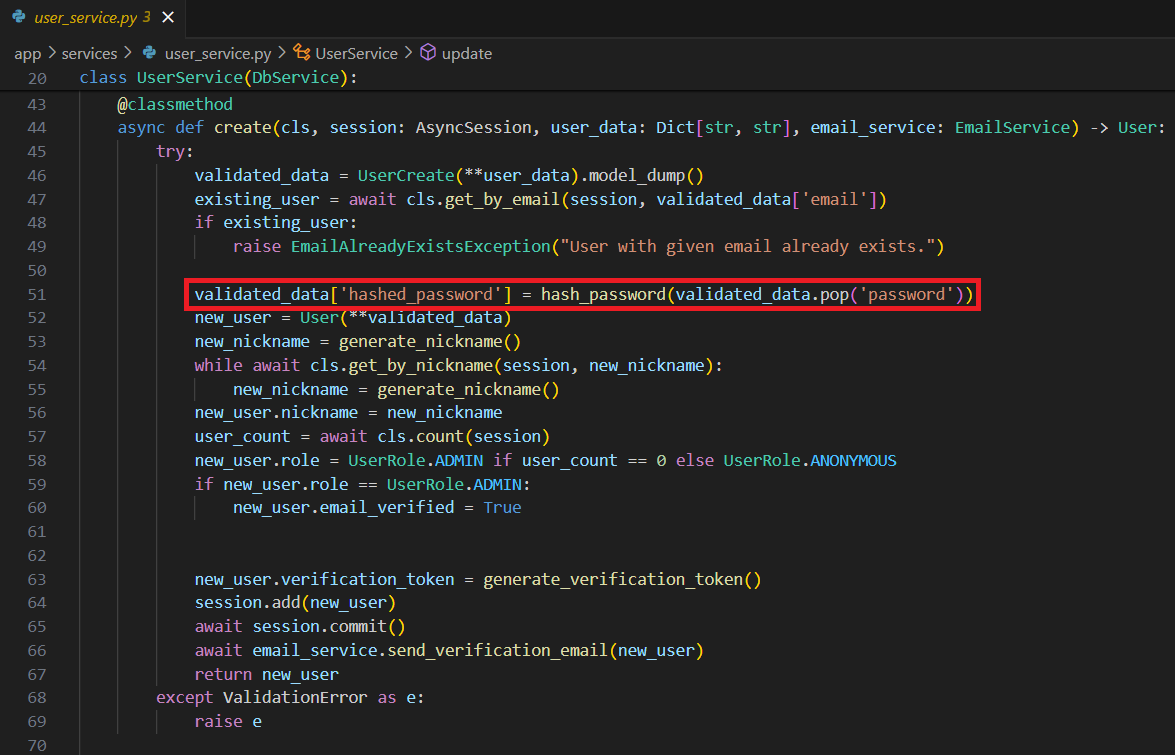 user_service.py 3
app services user_service.py UserService update
20 class UserService(DbService):
43 @classmethod
44 async def create(cls, session: AsyncSession, user_data: Dict[str, str], email_service: EmailService) -> User:
45 try:
46 validated_data = UserCreate(**user_data).model_dump()
47 existing_user = await cls.get_by_email(session, validated_data['email'])
48 if existing_user:
49 raise EmailAlreadyExistsException("User with given email already exists.")
50
51 validated_data['hashed_password'] = hash_password(validated_data.pop('password'))
52 new_user = User(**validated_data)
53 new_nickname = generate_nickname()
54 while await cls.get_by_nickname(session, new_nickname):
55 new_nickname = generate_nickname()
56 new_user.nickname = new_nickname
57 user_count = await cls.count(session)
58 new_user.role = UserRole.ADMIN if user_count == 0 else UserRole.ANONYMOUS
59 if new_user.role == UserRole.ADMIN:
60 new_user.email_verified = True
61
62
63 new_user.verification_token = generate_verification_token()
64 session.add(new_user)
65 await session.commit()
66 await email_service.send_verification_email(new_user)
67 return new_user
68 except ValidationError as e:
69 raise e
70